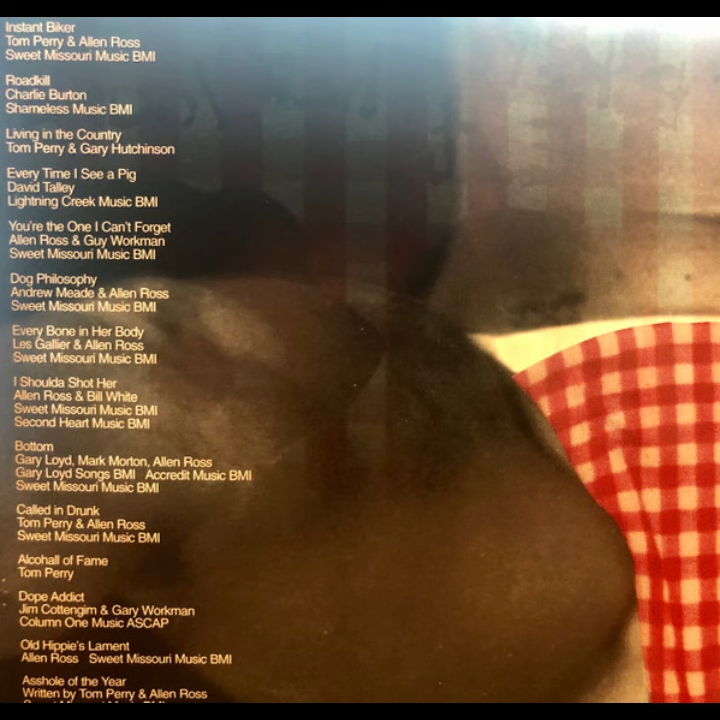 Instant Biker
Tom Perry & Allen Ross
Sweet Missouri Music BMI
Roadkill
Charlie Burton
Shameless Music BMI
Living in the Country
Tom Perry & Gary Hutchinson
Every Time I See a Pig
David Talley
Lightning Creek Music BMI
You're the One I Can't Forget
Allen Ross & Guy Workman
Sweet Missouri Music BMI
Dog Philosophy
Andrew Meade & Allen Ross
Sweet Missouri Music BMI
Every Bone in Her Body
Les Gallier & Allen Ross
Sweet Missouri Music BMI
I Shoulda Shot Her
Allen Ross & Bill White
Sweet Missouri Music BMI
Second Heart Music BMI
Bottom
Gary Loyd, Mark Morton, Allen Ross
Gary Loyd Songs BMI Accredit Music BMI
Sweet Missouri Music BMI
Called in Drunk
Tom Perry & Allen Ross
Sweet Missouri Music BMI
Alcohall of Fame
Tom Perry
Dope Addict
Jim Cottengim & Gary Workman
Column One Music ASCAP
Old Hippie's Lament
Allen Ross Sweet Missouri Music BMI
Asshole of the Year
Written by Tom Perry & Allen Ross